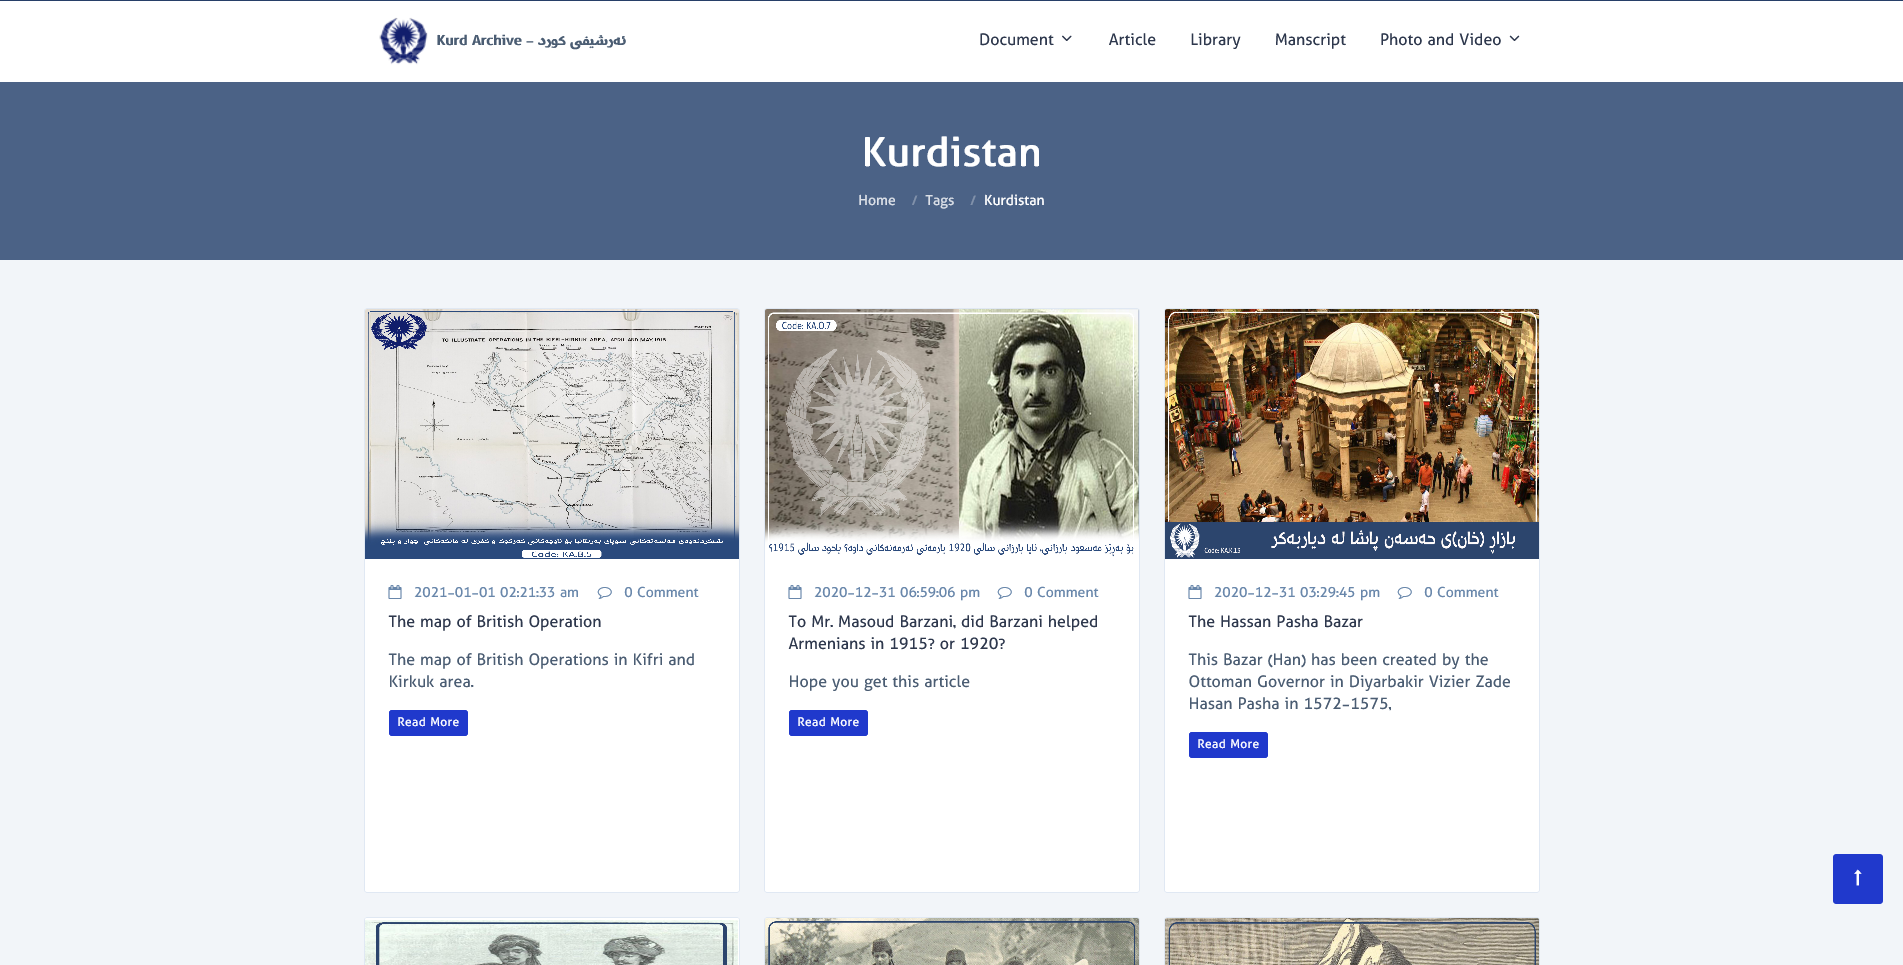 Kurd Archive – ئەرشیفی کورد
Document
Article
Library
Manscript
Photo and Video
Kurdistan
Home / Tags / Kurdistan
TO ILLUSTRATE OPERATIONS IN THE KIFRI-KIRKUK AREA, APRIL AND MAY 1918
Code: KA.B.5
Code: KA.O.7
بۆ بەڕێز مەسعود بارزانی، ئایا بارزانی ساڵی 1920 یارمەتی ئەرمەنەکانی داوە؟ یاخود ساڵی 1915؟
بازاڕ (خان)ی حەسەن پاشا لە دیاربەکر
Code: KA.X.13
2021-01-01 02:21:33 am 0 Comment
The map of British Operation
The map of British Operations in Kifri and
Kirkuk area.
Read More
2020-12-31 06:59:06 pm 0 Comment
To Mr. Masoud Barzani, did Barzani helped
Armenians in 1915? or 1920?
Hope you get this article
Read More
2020-12-31 03:29:45 pm 0 Comment
The Hassan Pasha Bazar
This Bazar (Han) has been created by the
Ottoman Governor in Diyarbakir Vizier Zade
Hasan Pasha in 1572-1575,
Read More